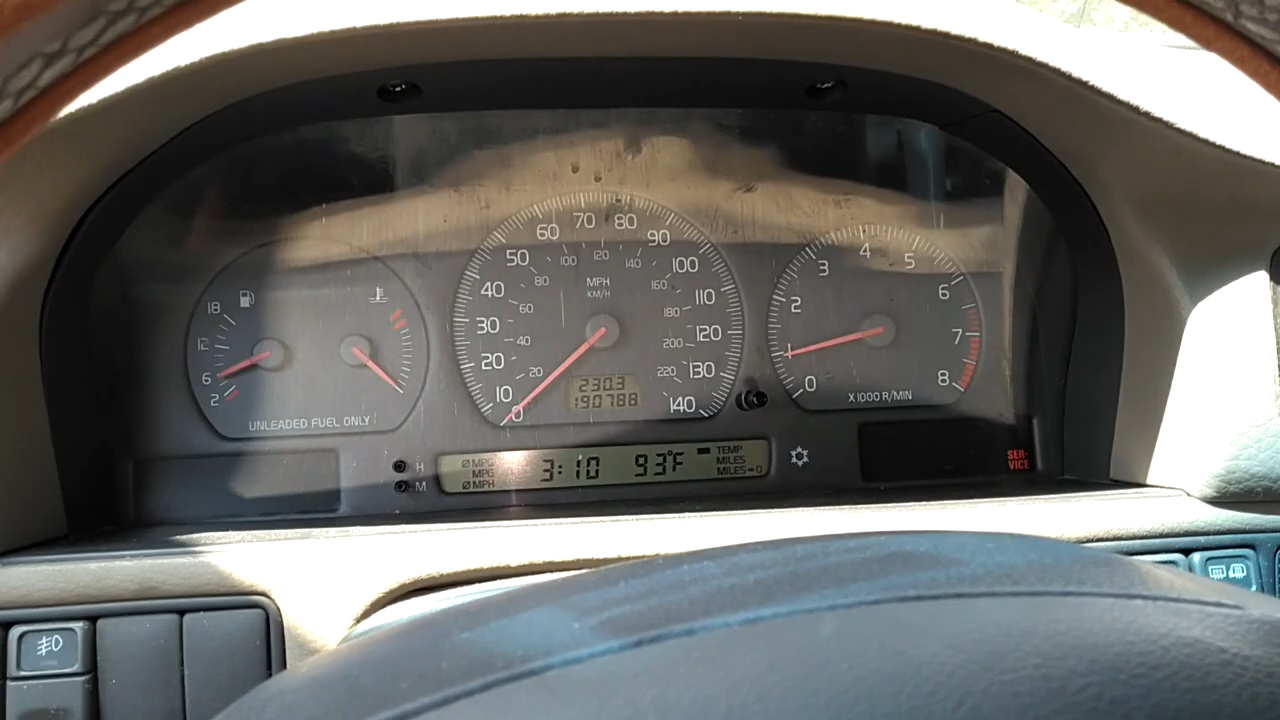 18
12
6
2
UNLEADED FUEL ONLY
0
10
20
30
40
50
60
70
80
90
100
110
120
130
140
20
40
60
80
100
120
140
160
180
200
220
MPH
KM/H
230.3
190788
0
1
2
3
4
5
6
7
8
X1000 R/MIN
H
M
Ø MPG
MPG
Ø MPH
3:10
93°F
TEMP
MILES
MILES➔0
SER-
VICE